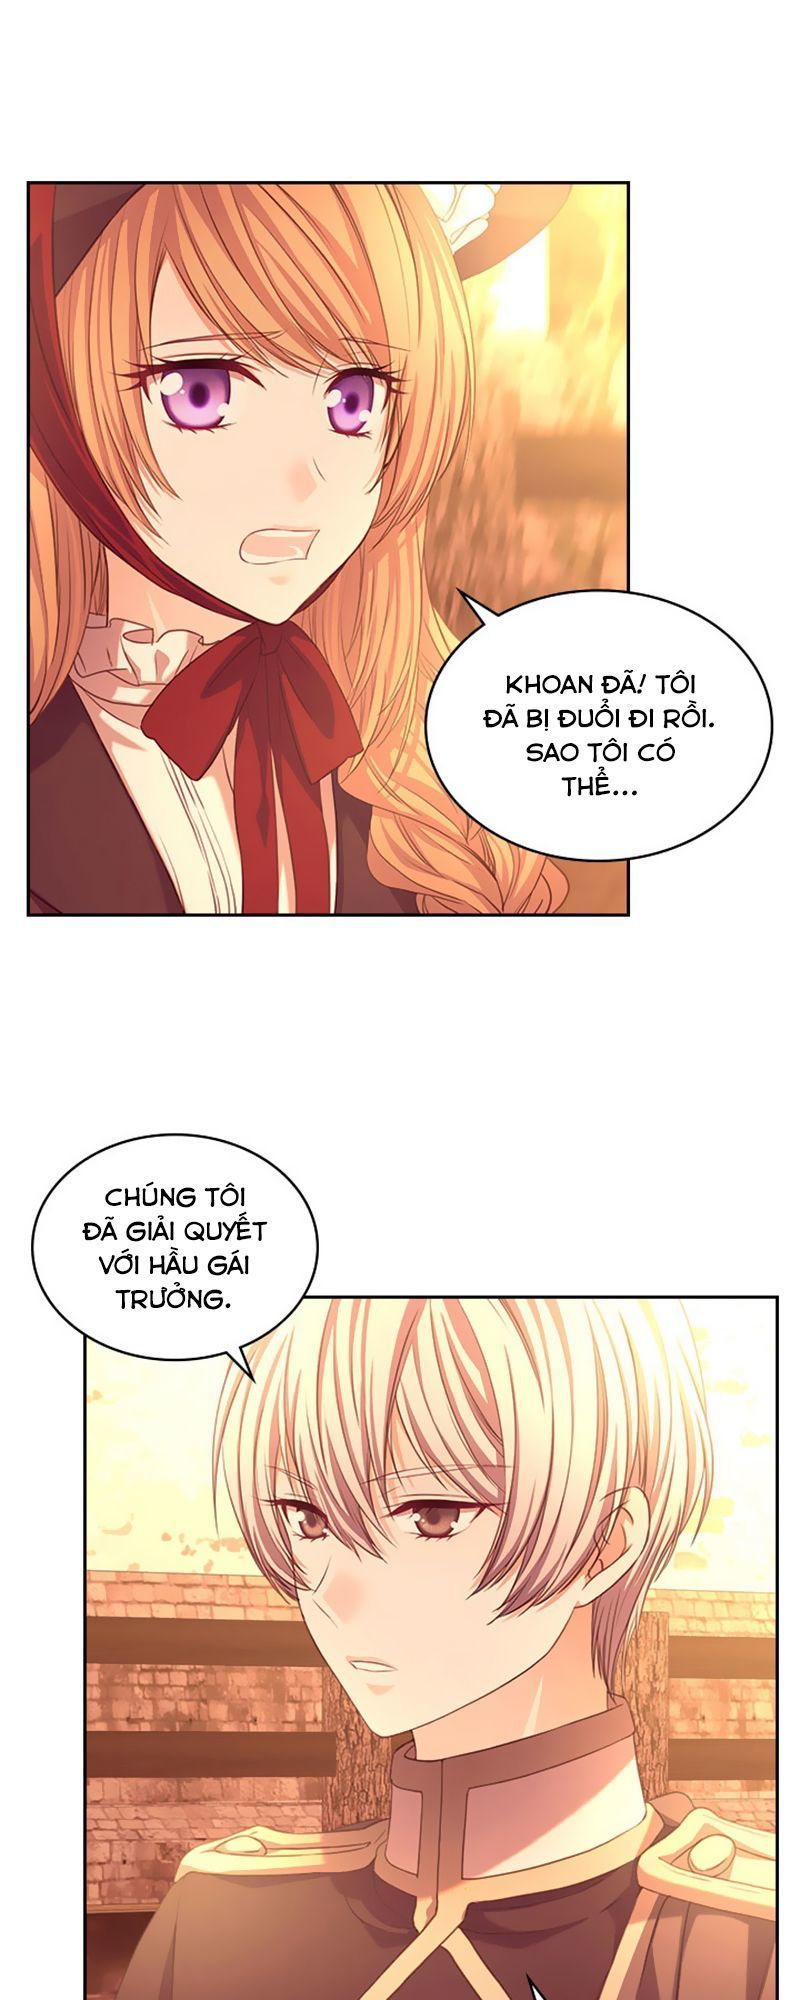 KHOAN ĐÃ! TÔI
ĐÃ BỊ ĐUỔI ĐI RỒI.
SAO TÔI CÓ
THỂ...
CHÚNG TÔI
ĐÃ GIẢI QUYẾT
VỚI HẦU GÁI
TRƯỞNG.